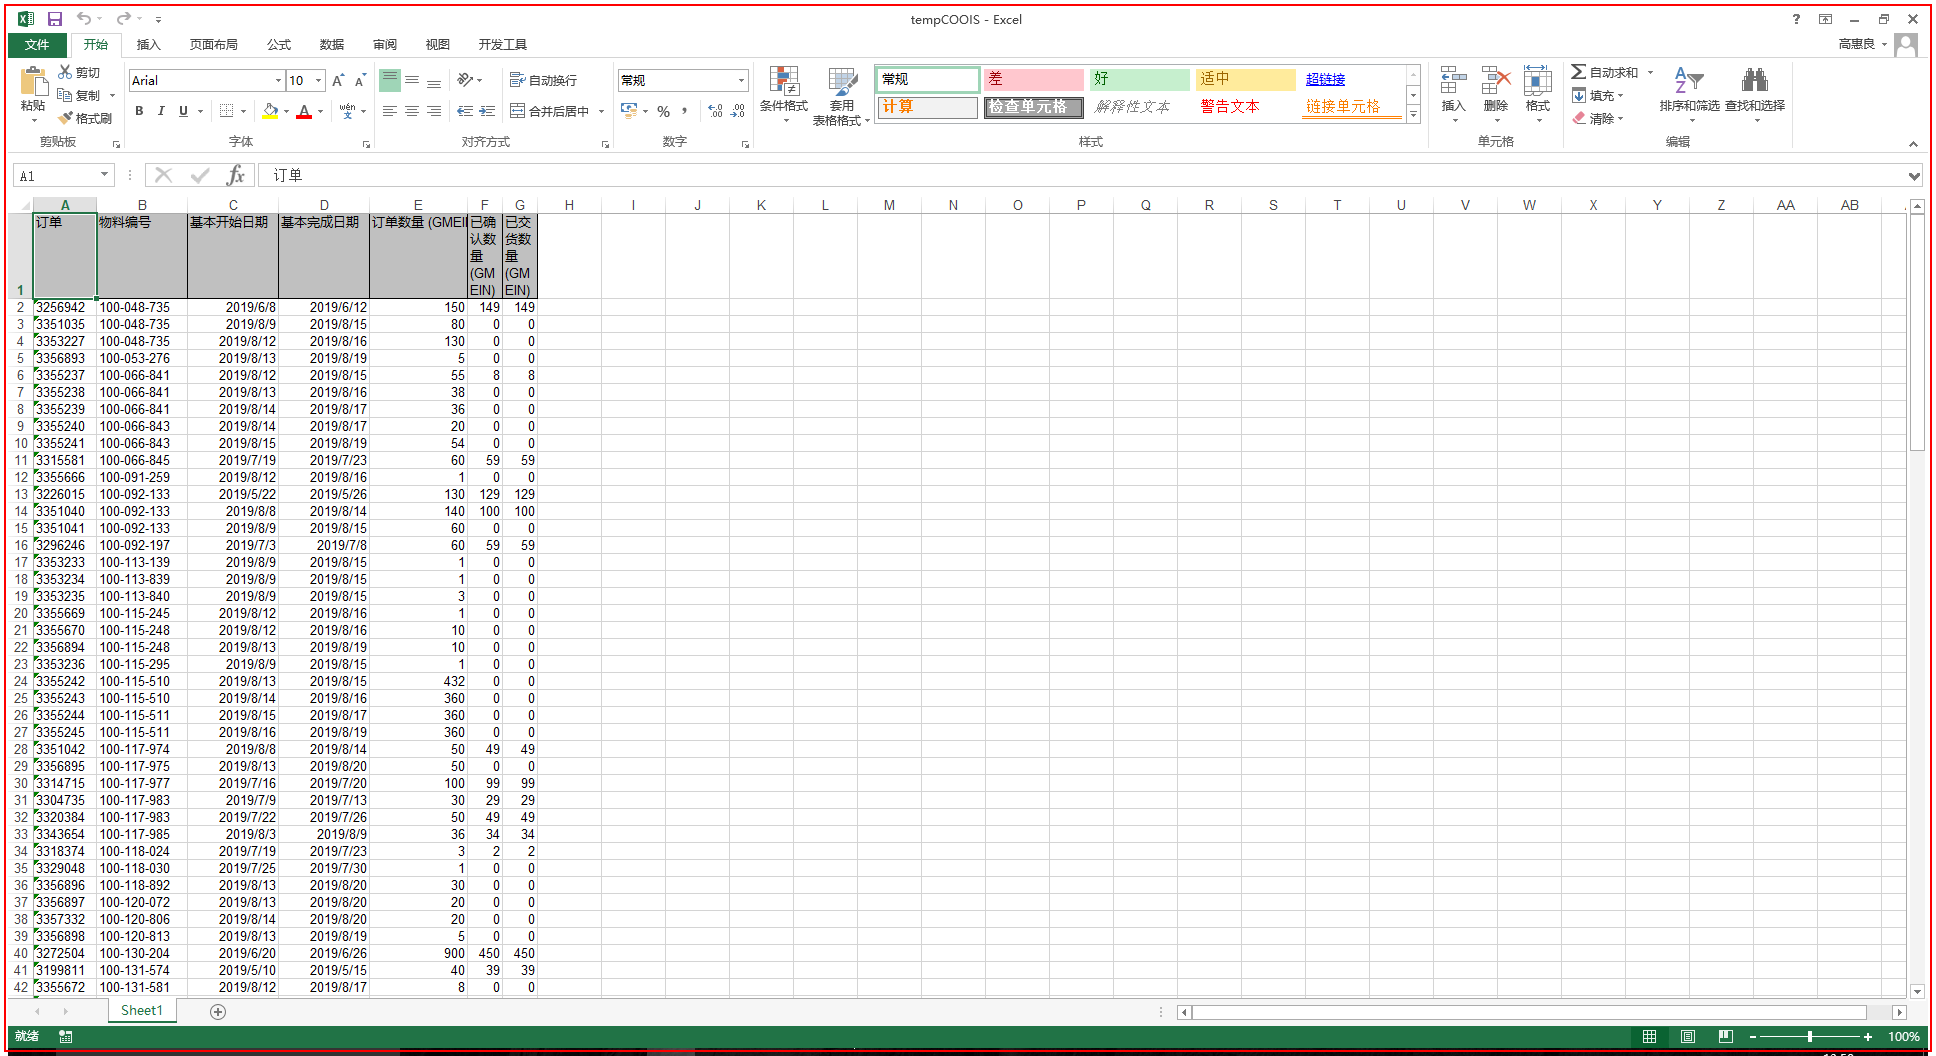 tempCOOIS - Excel
文件 开始 插入 页面布局 公式 数据 审阅 视图 开发工具 高惠良
粘贴 剪切 复制 格式刷 剪贴板
Arial 10 B I U wén 文 字体
自动换行 合并后居中 对齐方式
常规 % 数字
条件格式 套用 表格格式
常规 差 好 适中 超链接
计算 检查单元格 解释性文本 警告文本 链接单元格
样式
插入 删除 格式 单元格
自动求和 填充 清除 排序和筛选 查找和选择 编辑
A1 fx 订单
A B C D E F G H I J K L M N O P Q R S T U V W X Y Z AA AB
1 订单 物料编号 基本开始日期 基本完成日期 订单数量 (GMEI 已确认数量 (GMEIN) 已交货数量 (GMEIN)
2 3256942 100-048-735 2019/6/8 2019/6/12 150 149 149
3 3351035 100-048-735 2019/8/9 2019/8/15 80 0 0
4 3353227 100-048-735 2019/8/12 2019/8/16 130 0 0
5 3356893 100-053-276 2019/8/13 2019/8/19 5 0 0
6 3355237 100-066-841 2019/8/12 2019/8/15 55 8 8
7 3355238 100-066-841 2019/8/13 2019/8/16 38 0 0
8 3355239 100-066-841 2019/8/14 2019/8/17 36 0 0
9 3355240 100-066-843 2019/8/14 2019/8/17 20 0 0
10 3355241 100-066-843 2019/8/15 2019/8/19 54 0 0
11 3315581 100-066-845 2019/7/19 2019/7/23 60 59 59
12 3355666 100-091-259 2019/8/12 2019/8/16 1 0 0
13 3226015 100-092-133 2019/5/22 2019/5/26 130 129 129
14 3351040 100-092-133 2019/8/8 2019/8/14 140 100 100
15 3351041 100-092-133 2019/8/9 2019/8/15 60 0 0
16 3296246 100-092-197 2019/7/3 2019/7/8 60 59 59
17 3353233 100-113-139 2019/8/9 2019/8/15 1 0 0
18 3353234 100-113-839 2019/8/9 2019/8/15 1 0 0
19 3353235 100-113-840 2019/8/9 2019/8/15 3 0 0
20 3355669 100-115-245 2019/8/12 2019/8/16 1 0 0
21 3355670 100-115-248 2019/8/12 2019/8/16 10 0 0
22 3356894 100-115-248 2019/8/13 2019/8/19 10 0 0
23 3353236 100-115-295 2019/8/9 2019/8/15 1 0 0
24 3355242 100-115-510 2019/8/13 2019/8/15 432 0 0
25 3355243 100-115-510 2019/8/14 2019/8/16 360 0 0
26 3355244 100-115-511 2019/8/15 2019/8/17 360 0 0
27 3355245 100-115-511 2019/8/16 2019/8/19 360 0 0
28 3351042 100-117-974 2019/8/8 2019/8/14 50 49 49
29 3356895 100-117-975 2019/8/13 2019/8/20 50 0 0
30 3314715 100-117-977 2019/7/16 2019/7/20 100 99 99
31 3304735 100-117-983 2019/7/9 2019/7/13 30 29 29
32 3320384 100-117-983 2019/7/22 2019/7/26 50 49 49
33 3343654 100-117-985 2019/8/3 2019/8/9 36 34 34
34 3318374 100-118-024 2019/7/19 2019/7/23 3 2 2
35 3329048 100-118-030 2019/7/25 2019/7/30 1 0 0
36 3356896 100-118-892 2019/8/13 2019/8/20 30 0 0
37 3356897 100-120-072 2019/8/13 2019/8/20 20 0 0
38 3357332 100-120-806 2019/8/14 2019/8/20 20 0 0
39 3356898 100-120-813 2019/8/13 2019/8/19 5 0 0
40 3272504 100-130-204 2019/6/20 2019/6/26 900 450 450
41 3199811 100-131-574 2019/5/10 2019/5/15 40 39 39
42 3355672 100-131-581 2019/8/12 2019/8/17 8 0 0
Sheet1
就绪 100%